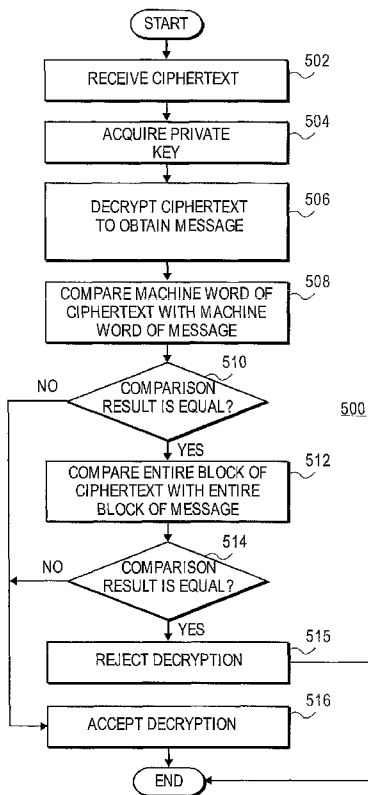 START
RECEIVE CIPHERTEXT
502
ACQUIRE PRIVATE
KEY
504
DECRYPT CIPHERTEXT
TO OBTAIN MESSAGE
506
COMPARE MACHINE WORD OF
CIPHERTEXT WITH MACHINE
WORD OF MESSAGE
508
510
NO
COMPARISON
RESULT IS EQUAL?
500
YES
COMPARE ENTIRE BLOCK OF
CIPHERTEXT WITH ENTIRE
BLOCK OF MESSAGE
512
514
NO
COMPARISON
RESULT IS EQUAL?
YES
REJECT DECRYPTION
515
ACCEPT DECRYPTION
516
END